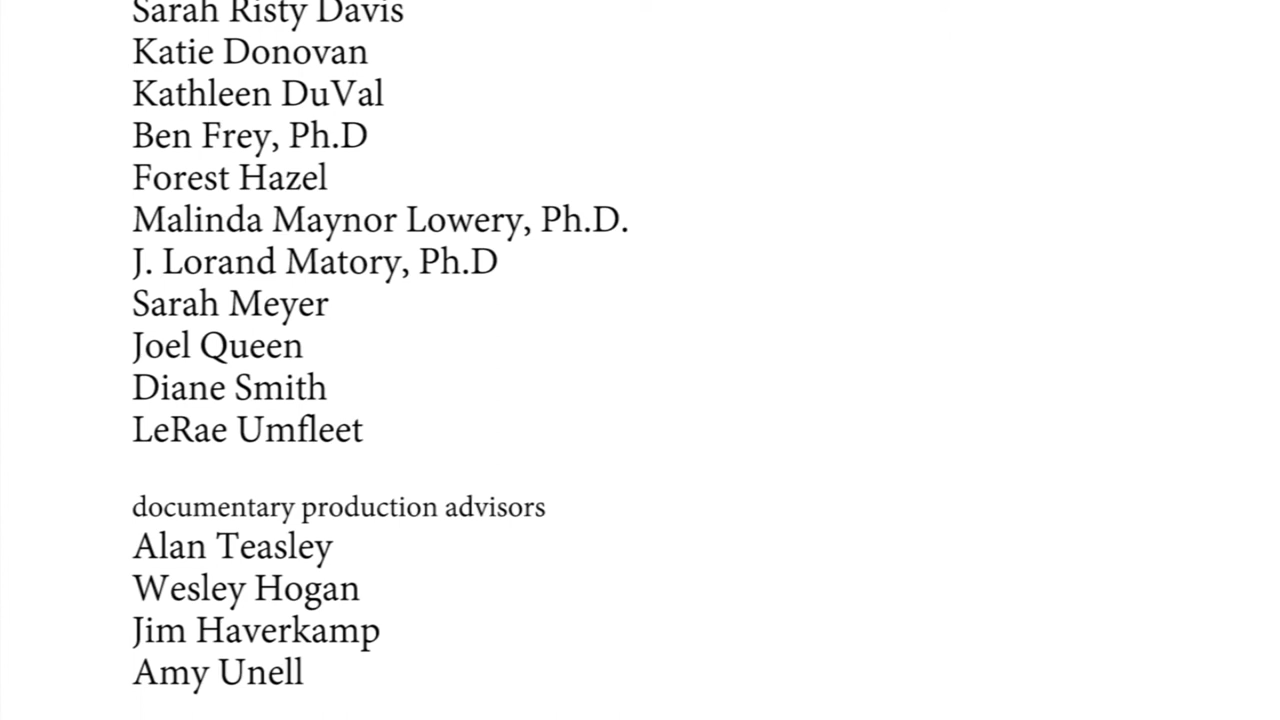 Sarah Risty Davis
Katie Donovan
Kathleen DuVal
Ben Frey, Ph.D
Forest Hazel
Malinda Maynor Lowery, Ph.D.
J. Lorand Matory, Ph.D
Sarah Meyer
Joel Queen
Diane Smith
LeRae Umfleet
documentary production advisors
Alan Teasley
Wesley Hogan
Jim Haverkamp
Amy Unell